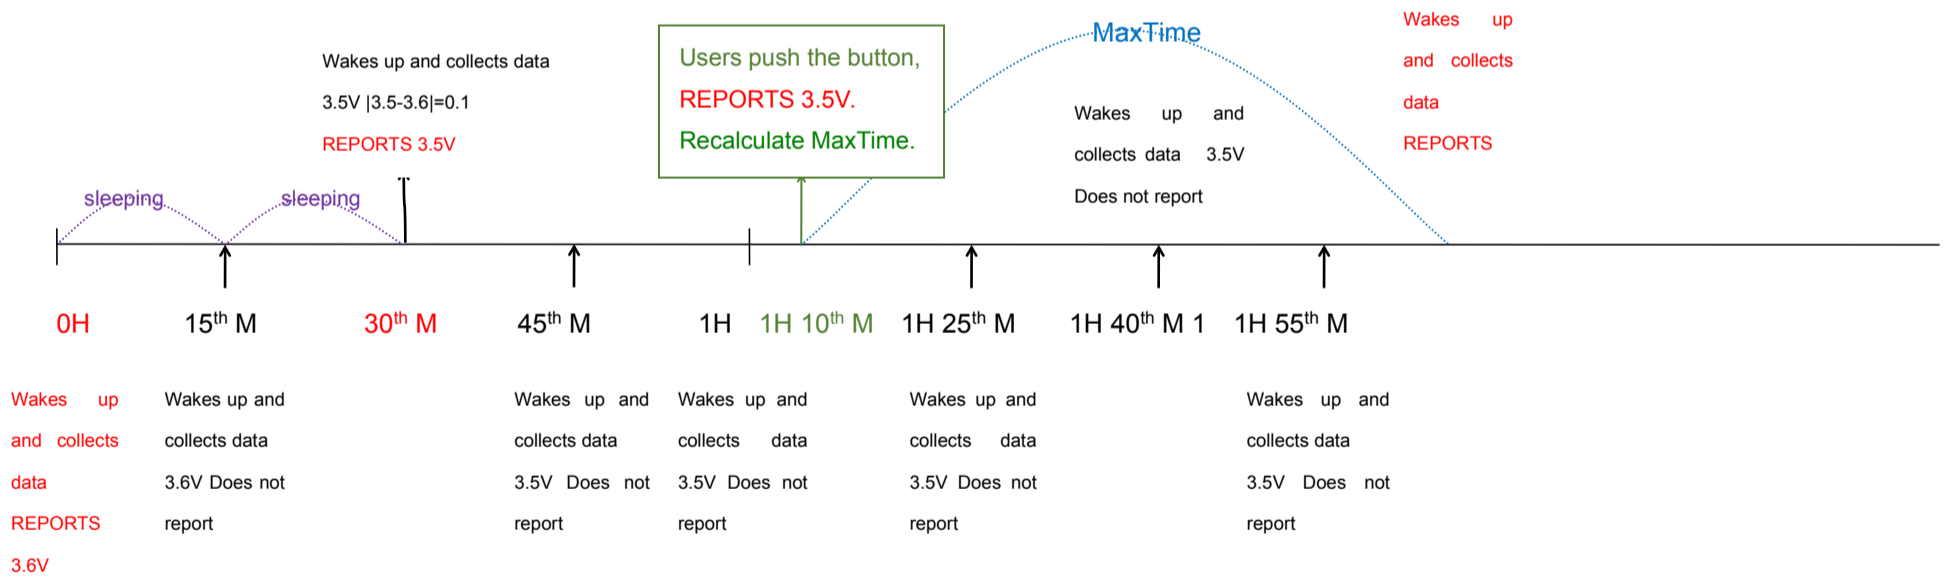 Wakes up and collects data
3.5V |3.5-3.6|=0.1
REPORTS 3.5V
Users push the button,
REPORTS 3.5V.
Recalculate MaxTime.
MaxTime
Wakes up and
collects data 3.5V
Does not report
Wakes up
and collects
data
REPORTS
sleeping
sleeping
0H
15th M
30th M
45th M
1H
1H 10th M
1H 25th M
1H 40th M 1
1H 55th M
Wakes up
and collects
data
REPORTS
3.6V
Wakes up and
collects data
3.6V Does not
report
Wakes up and
collects data
3.5V Does not
report
Wakes up and
collects data
3.5V Does not
report
Wakes up and
collects data
3.5V Does not
report
Wakes up and
collects data
3.5V Does not
report